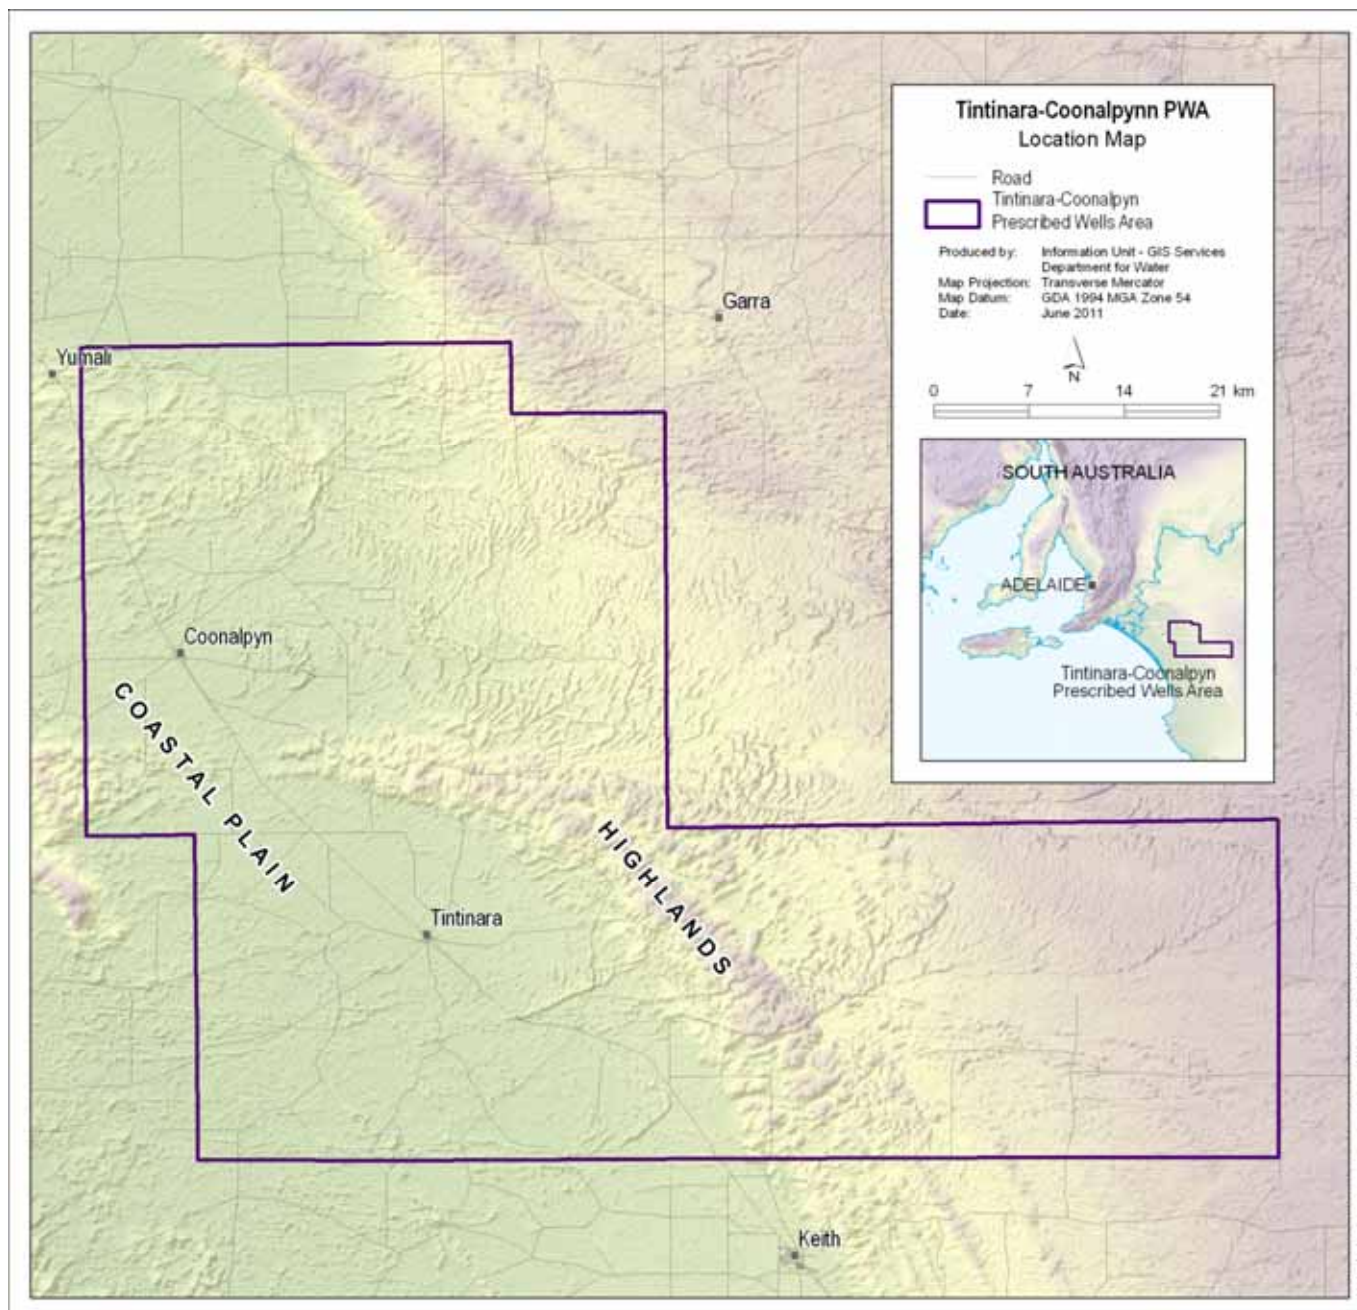 Tintinara-Coonalpynn PWA
Location Map
Road
Tintinara-Coonalpyn
Prescribed Wells Area
Produced by: Information Unit - GIS Services
Department for Water
Map Projection: Transverse Mercator
Map Datum: GDA 1994 MGA Zone 54
Date: June 2011
N
0 7 14 21 km
SOUTH AUSTRALIA
ADELAIDE
Tintinara-Coonalpyn
Prescribed Wells Area
Garra
Yumali
Coonalpyn
COASTAL PLAIN
HIGHLANDS
Tintinara
Keith